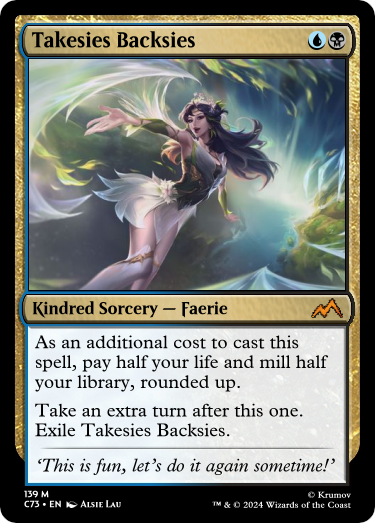 Takesies Backsies
Kindred Sorcery — Faerie
As an additional cost to cast this
spell, pay half your life and mill half
your library, rounded up.
Take an extra turn after this one.
Exile Takesies Backsies.
‘This is fun, let’s do it again sometime!’
139 M
C73 • EN Alsie Lau
© Krumov
™ & © 2024 Wizards of the Coast